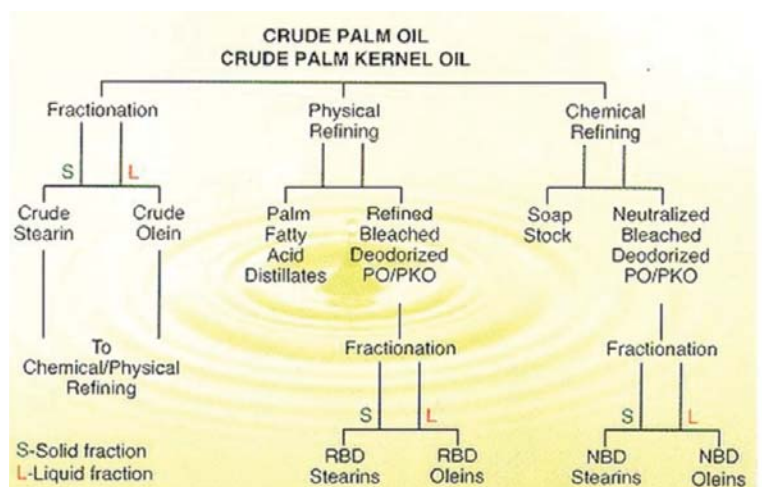 CRUDE PALM OIL
CRUDE PALM KERNEL OIL
Fractionation
S
L
Crude
Stearin
Crude
Olein
To
Chemical/Physical
Refining
Physical
Refining
Palm
Fatty
Acid
Distillates
Refined
Bleached
Deodorized
PO/PKO
Fractionation
S
L
RBD
Stearins
RBD
Oleins
Chemical
Refining
Soap
Stock
Neutralized
Bleached
Deodorized
PO/PKO
Fractionation
S
L
NBD
Stearins
NBD
Oleins
S-Solid fraction
L-Liquid fraction